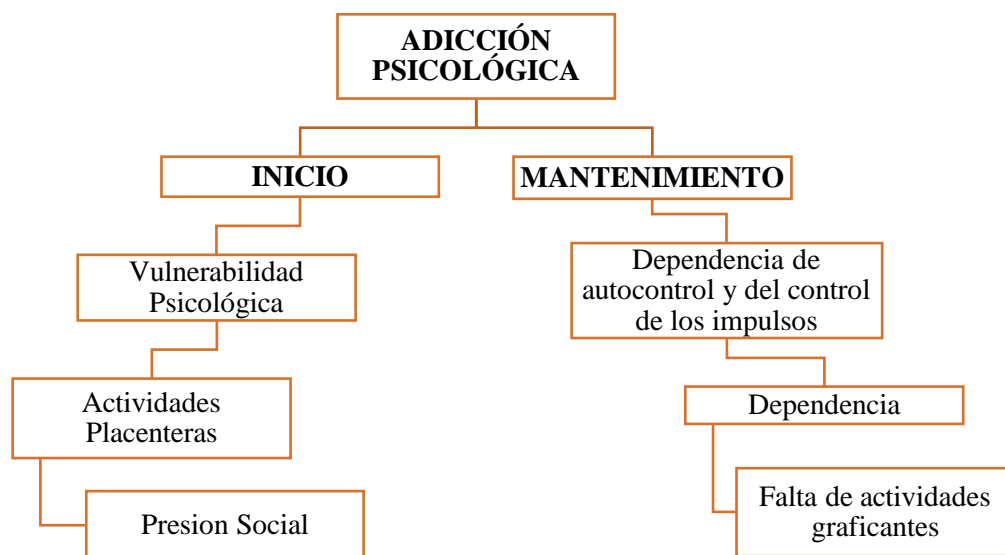 ADICCIÓN
PSICOLÓGICA
INICIO
Vulnerabilidad
Psicológica
Actividades
Placenteras
Presion Social
MANTENIMIENTO
Dependencia de
autocontrol y del control
de los impulsos
Dependencia
Falta de actividades
graficantes